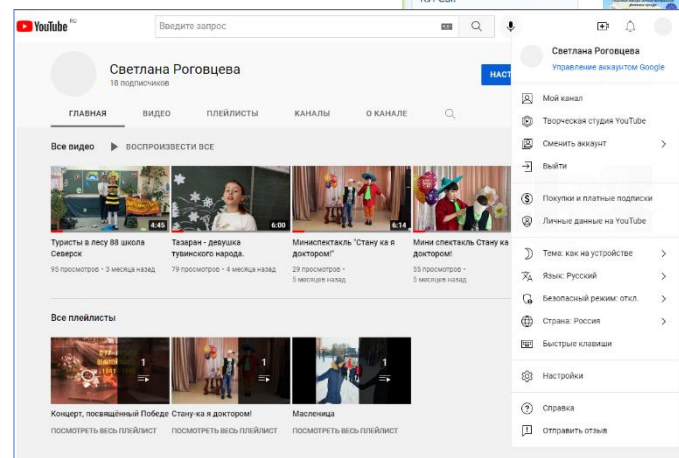 YouTube RU
Введите запрос
Светлана Роговцева
18 подписчиков
НАСТ
ГЛАВНАЯ ВИДЕО ПЛЕЙЛИСТЫ КАНАЛЫ О КАНАЛЕ
Все видео ВОСПРОИЗВЕСТИ ВСЕ
4:45
6:00
6:14
Туристы в лесу 88 школа
Северск
95 просмотров • 3 месяца назад
Тазаран - девушка
тувинского народа.
79 просмотров • 4 месяца назад
Миниспектакль "Стану ка я
доктором!"
29 просмотров •
5 месяцев назад
Мини спектакль Стану ка
доктором!
55 просмотров •
5 месяцев назад
Все плейлисты
1
1
1
Концерт, посвящённый Победе
ПОСМОТРЕТЬ ВЕСЬ ПЛЕЙЛИСТ
Стану-ка я доктором!
ПОСМОТРЕТЬ ВЕСЬ ПЛЕЙЛИСТ
Масленица
ПОСМОТРЕТЬ ВЕСЬ ПЛЕЙЛИСТ
Светлана Роговцева
Управление аккаунтом Google
Мой канал
Творческая студия YouTube
Сменить аккаунт
Выйти
Покупки и платные подписки
Личные данные на YouTube
Тема: как на устройстве
Язык: Русский
Безопасный режим: откл.
Страна: Россия
Быстрые клавиши
Настройки
Справка
Отправить отзыв